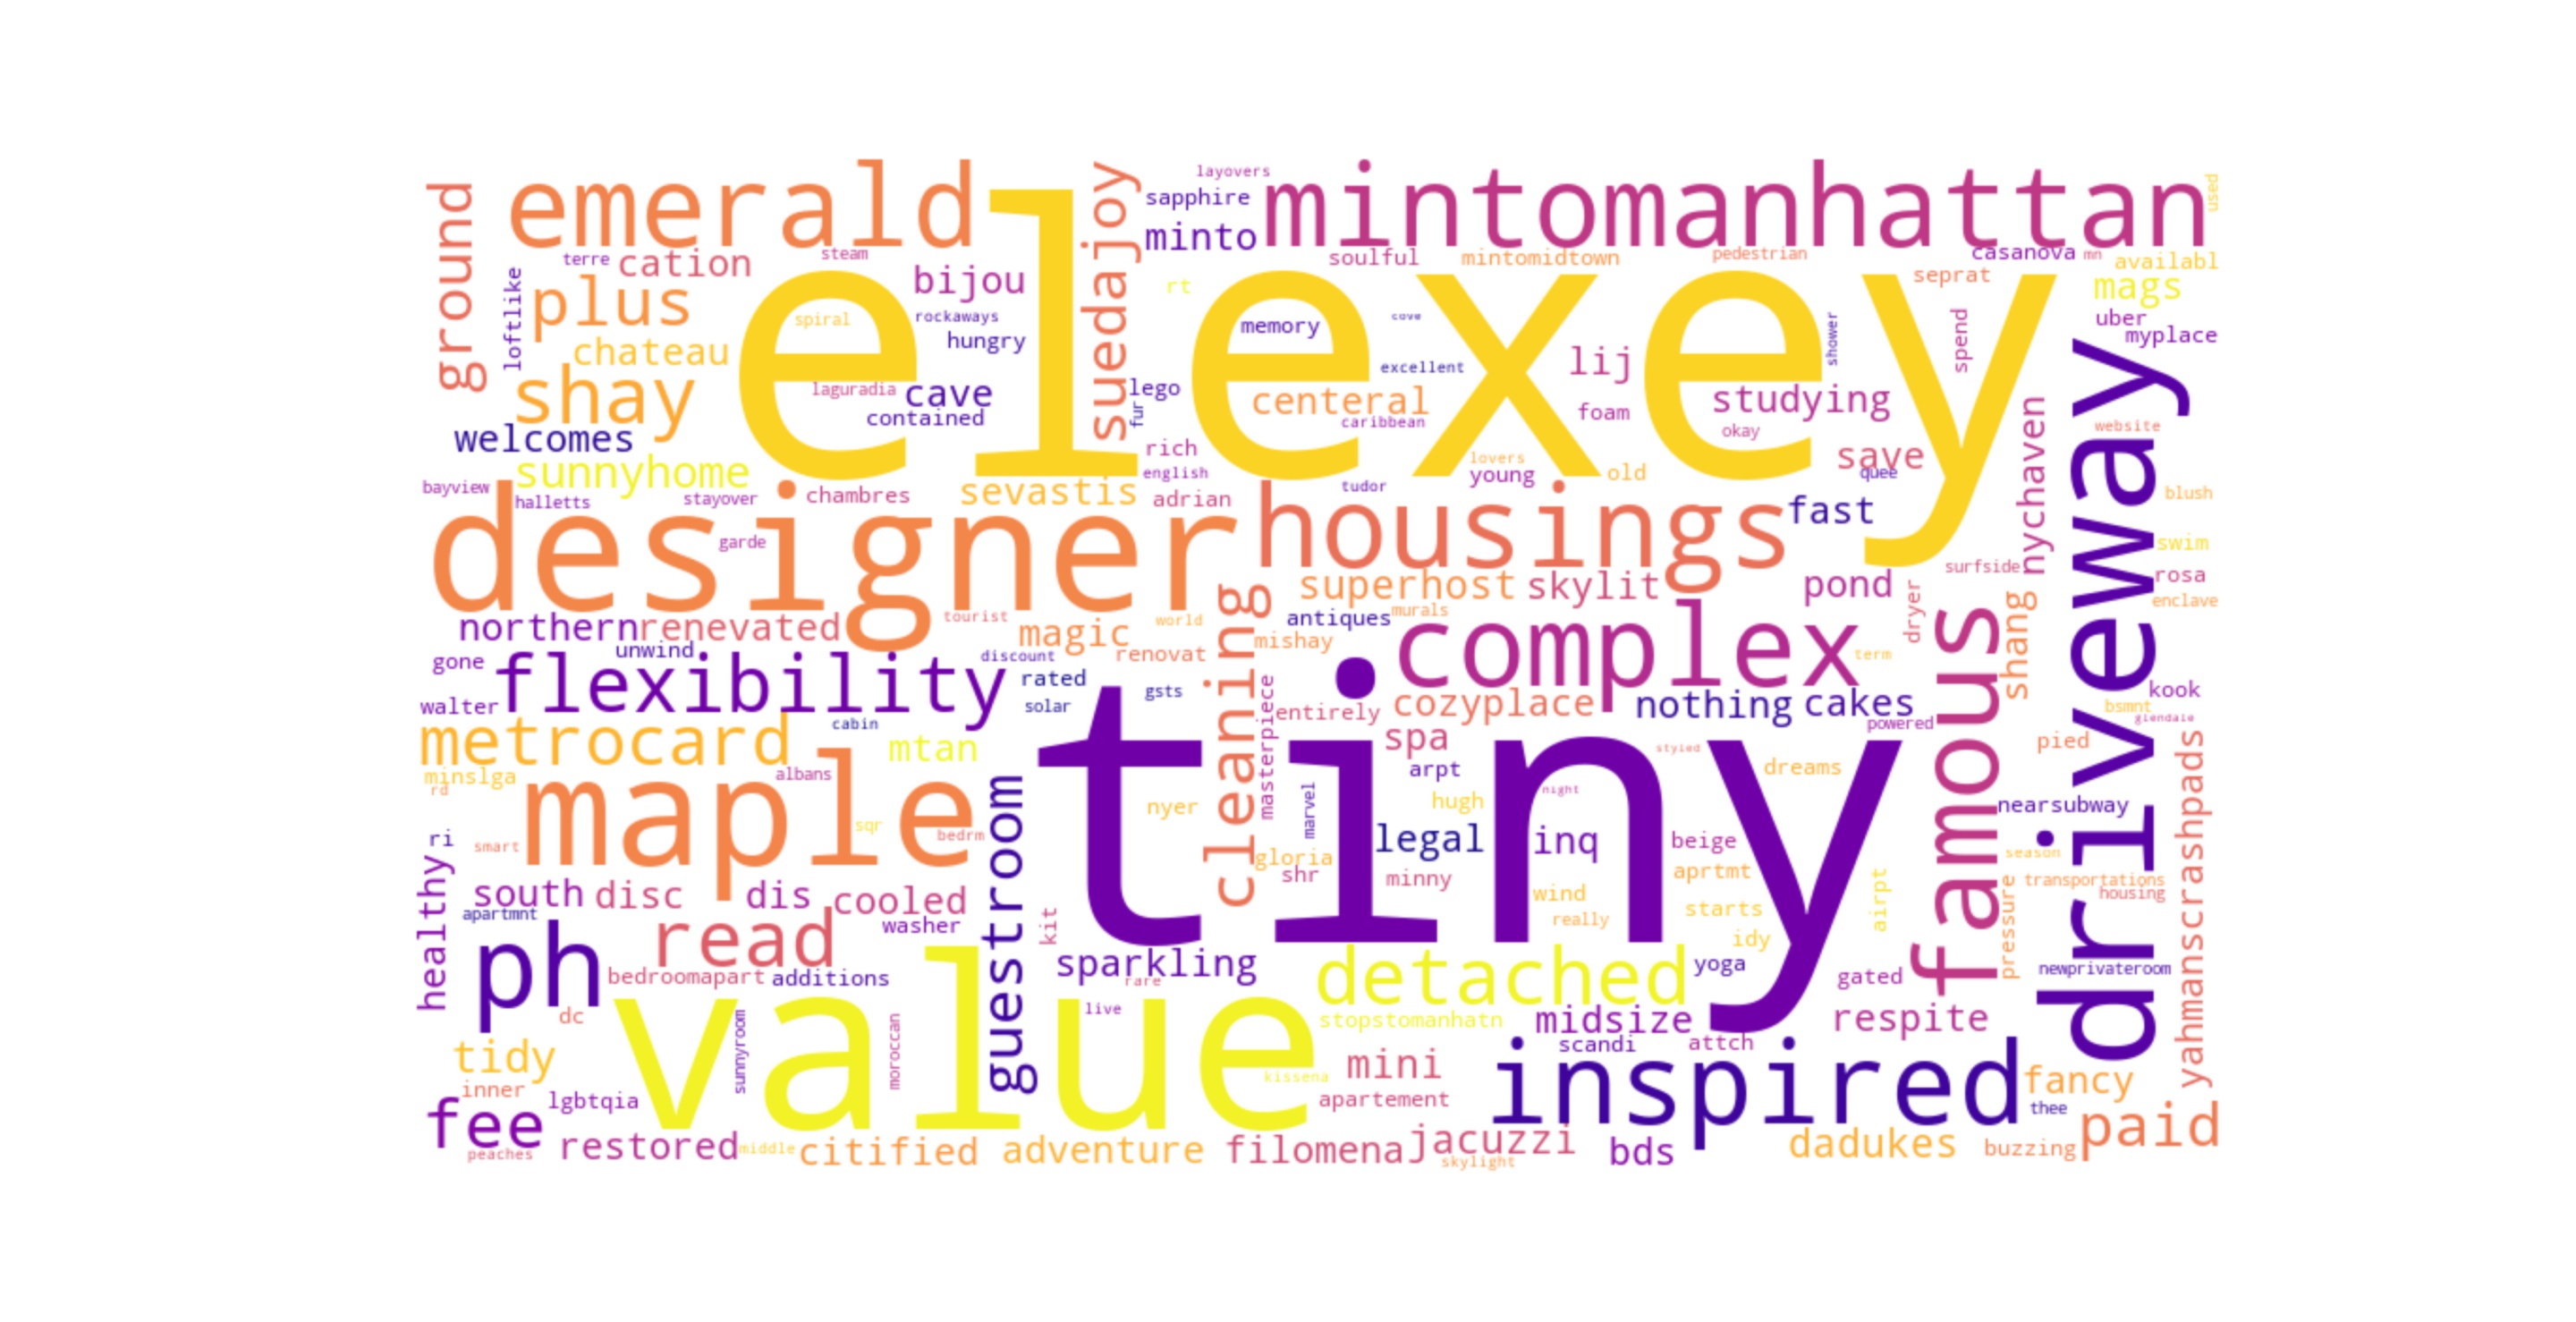 layovers
emerald
mintomanhattan
used
ground
suedajoy
sapphire
minto
terre
cation
steam
soulful
mintomidtown
pedestrian
casanova
mn
availabl
loftlike
plus
bijou
elexey
rt
seprat
mags
spiral
rockaways
memory
cove
shower
spend
uber
myplace
hungry
chateau
excellent
lij
shay
laguradia
cave
lego
fur
centeral
foam
studying
contained
caribbean
okay
nychaven
website
driveway
welcomes
rich
lovers
save
sunnyhome
english
young
old
quee
bayview
halletts
stayover
chambres
sevastis
adrian
tudor
blush
designer
housings
fast
garde
swim
surfside
rosa
superhost
skylit
pond
dryer
enclave
northern
renevated
tourist
magic
world
cleaning
antiques
murals
complex
famous
shang
unwind
mishay
gone
discount
renovat
term
flexibility
rated
gsts
tiny
kook
walter
solar
masterpiece
entirely
cozyplace
nothing
cakes
bsmnt
glendale
metrocard
cabin
powered
mtan
spa
styled
pied
yahmanscrashpads
minslga
albans
arpt
dreams
rd
maple
guestroom
nyer
marvel
hugh
night
nearsubway
sqr
bedrm
ri
smart
legal
inq
beige
season
healthy
gloria
shr
minny
aprtmt
airpt
transportations
housing
south
disc
dis
cooled
wind
pressure
apartmnt
washer
kit
really
starts
read
idy
ph
sparkling
detached
yoga
newprivateroom
bedroomapart
additions
rare
gated
value
dc
live
stopstomanhatn
midsize
respite
sunnyroom
moroccan
scandi
attch
tidy
mini
inspired
inner
kissena
fancy
lgbtqia
apartement
thee
fee
paid
restored
middle
citified
adventure
filomena
jacuzzi
bds
dadukes
buzzing
peaches
skylight